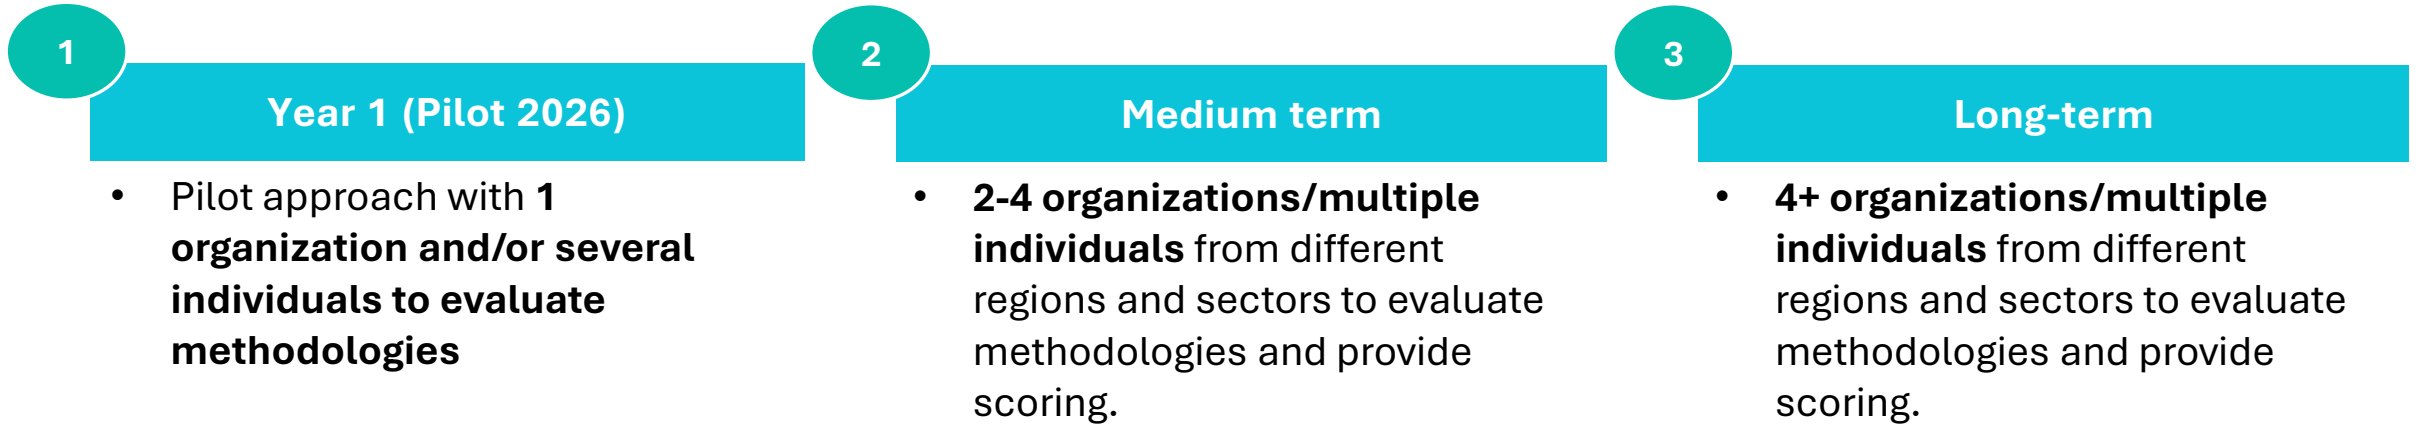 1
Year 1 (Pilot 2026)
• Pilot approach with 1
organization and/or several
individuals to evaluate
methodologies
2
Medium term
• 2-4 organizations/multiple
individuals from different
regions and sectors to evaluate
methodologies and provide
scoring.
3
Long-term
• 4+ organizations/multiple
individuals from different
regions and sectors to evaluate
methodologies and provide
scoring.